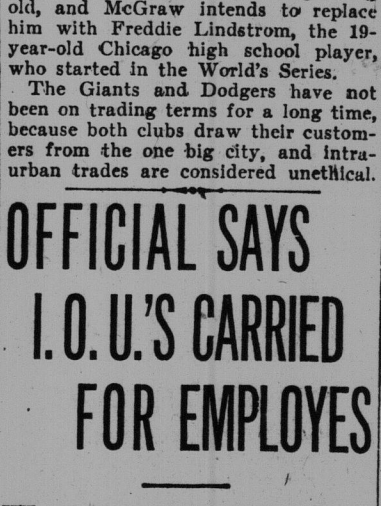 old, and McGraw intends to replace
him with Freddie Lindstrom, the 19-
year-old Chicago high school player,
who started in the World's Series.
The Giants and Dodgers have not
been on trading terms for a long time,
because both clubs draw their custom-
ers from the one big city, and intra-
urban trades are considered unethical.
OFFICIAL SAYS
I. O. U.'S CARRIED
FOR EMPLOYES